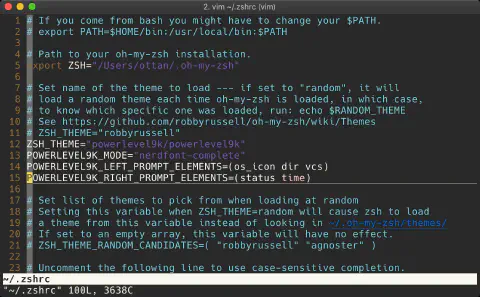 2. vim ~/.zshrc (vim)
1 # If you come from bash you might have to change your $PATH.
2 # export PATH=$HOME/bin:/usr/local/bin:$PATH
3
4 # Path to your oh-my-zsh installation.
5 export ZSH="/Users/ottan/.oh-my-zsh"
6
7 # Set name of the theme to load --- if set to "random", it will
8 # load a random theme each time oh-my-zsh is loaded, in which case,
9 # to know which specific one was loaded, run: echo $RANDOM_THEME
10 # See https://github.com/robbyrussell/oh-my-zsh/wiki/Themes
11 # ZSH_THEME="robbyrussell"
12 ZSH_THEME="powerlevel9k/powerlevel9k"
13 POWERLEVEL9K_MODE="nerdfont-complete"
14 POWERLEVEL9K_LEFT_PROMPT_ELEMENTS=(os_icon dir vcs)
15 POWERLEVEL9K_RIGHT_PROMPT_ELEMENTS=(status time)
16
17 # Set list of themes to pick from when loading at random
18 # Setting this variable when ZSH_THEME=random will cause zsh to load
19 # a theme from this variable instead of looking in ~/.oh-my-zsh/themes/
20 # If set to an empty array, this variable will have no effect.
21 # ZSH_THEME_RANDOM_CANDIDATES=( "robbyrussell" "agnoster" )
22
23 # Uncomment the following line to use case-sensitive completion.
~/.zshrc
"~/.zshrc" 100L, 3638C